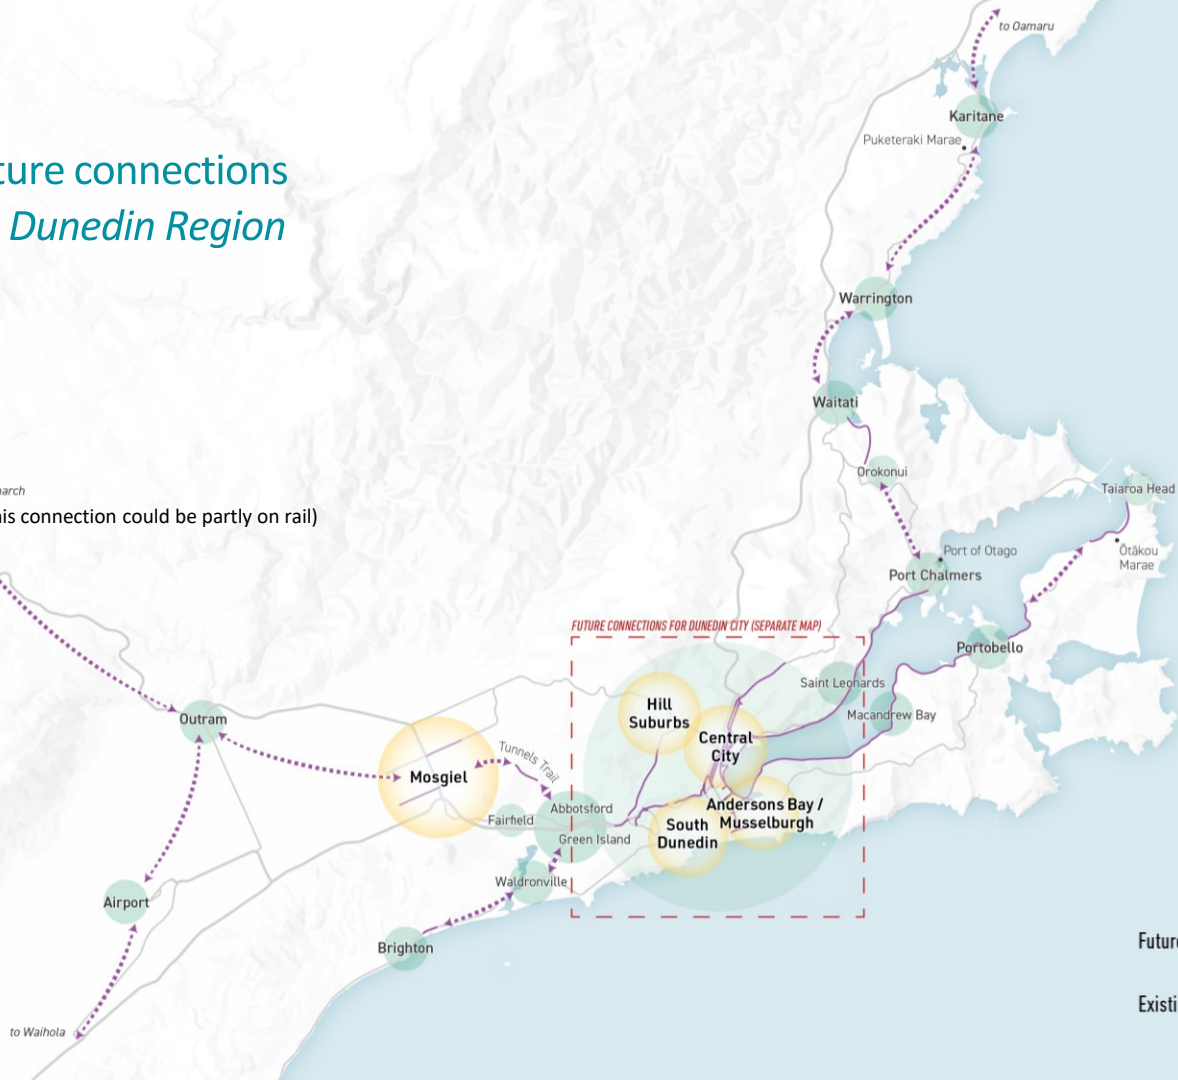 to Oamaru
Karitane
Puketeraki Marae
ture connections
Dunedin Region
Warrington
Waitati
Orokonui
Taiaroa Head
arch
his connection could be partly on rail)
Port of Otago
Ōtākou
Marae
Port Chalmers
FUTURE CONNECTIONS FOR DUNEDIN CITY (SEPARATE MAP)
Portobello
Saint Leonards
Hill
Suburbs
Macandrew Bay
Outram
Central
City
Tunnels Trail
Mosgiel
Abbotsford
Andersons Bay /
Musselburgh
Fairfield
South
Dunedin
Green Island
Waldronville
Airport
Brighton
Future
Existi
to Waihola